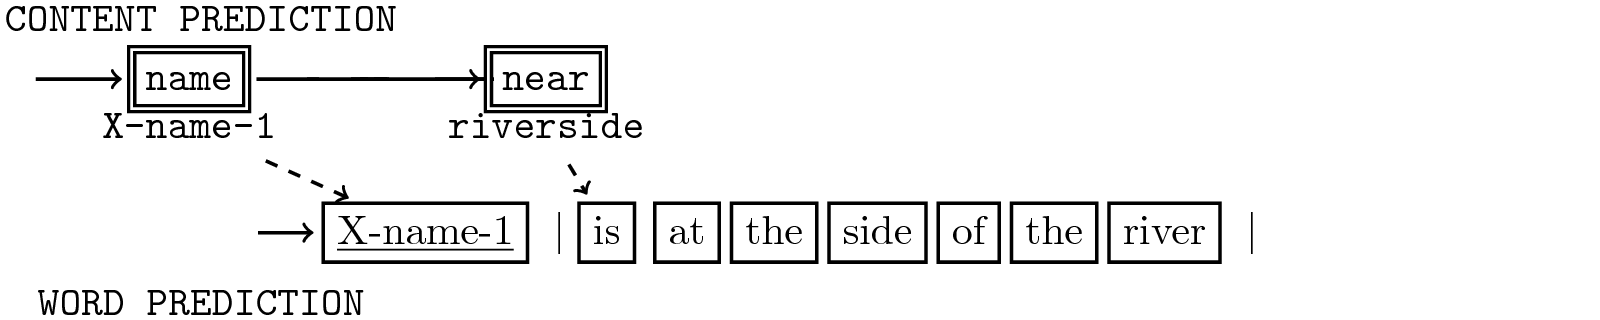 CONTENT PREDICTION
name near
X-name-1 riverside
X-name-1 | is at the side of the river |
WORD PREDICTION